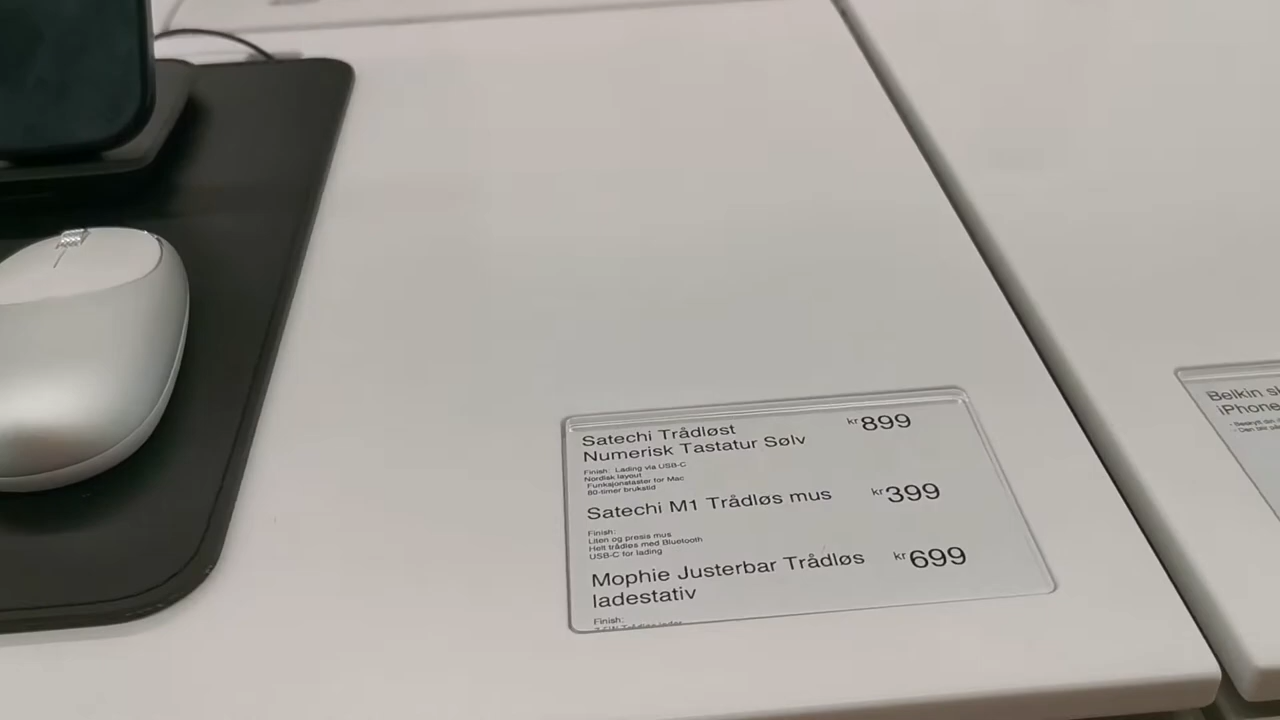 Satechi Trådløst
Numerisk Tastatur Sølv
kr 899
Finish: Lading via USB-C
Nordisk layout
Funksjonstaster for Mac
80-timer brukstid
Satechi M1 Trådløs mus
kr 399
Finish:
Liten og presis mus
Helt trådløs med Bluetooth
USB-C for lading
Mophie Justerbar Trådløs
ladestativ
kr 699
Finish:
Belkin
iPhone